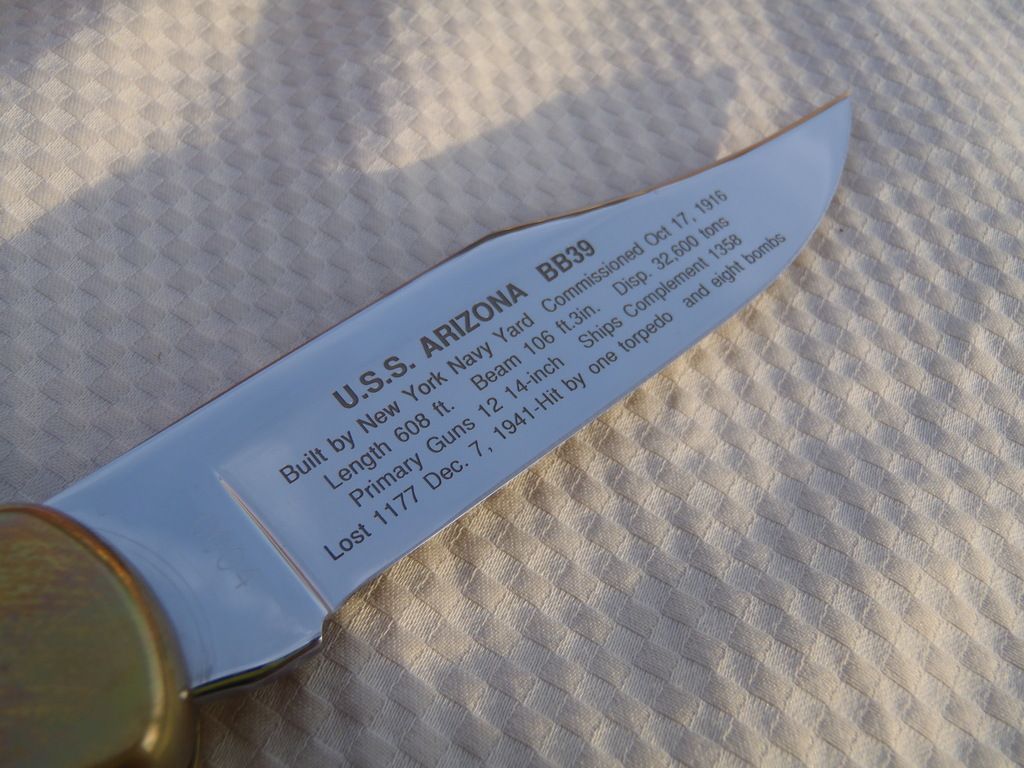 U.S.S. ARIZONA BB39
Built by New York Navy Yard Commissioned Oct 17, 1916
Length 608 ft. Beam 106 ft.3in. Disp. 32,600 tons
Primary Guns 12 14-inch Ships Complement 1358
Lost 1177 Dec. 7, 1941-Hit by one torpedo and eight bombs